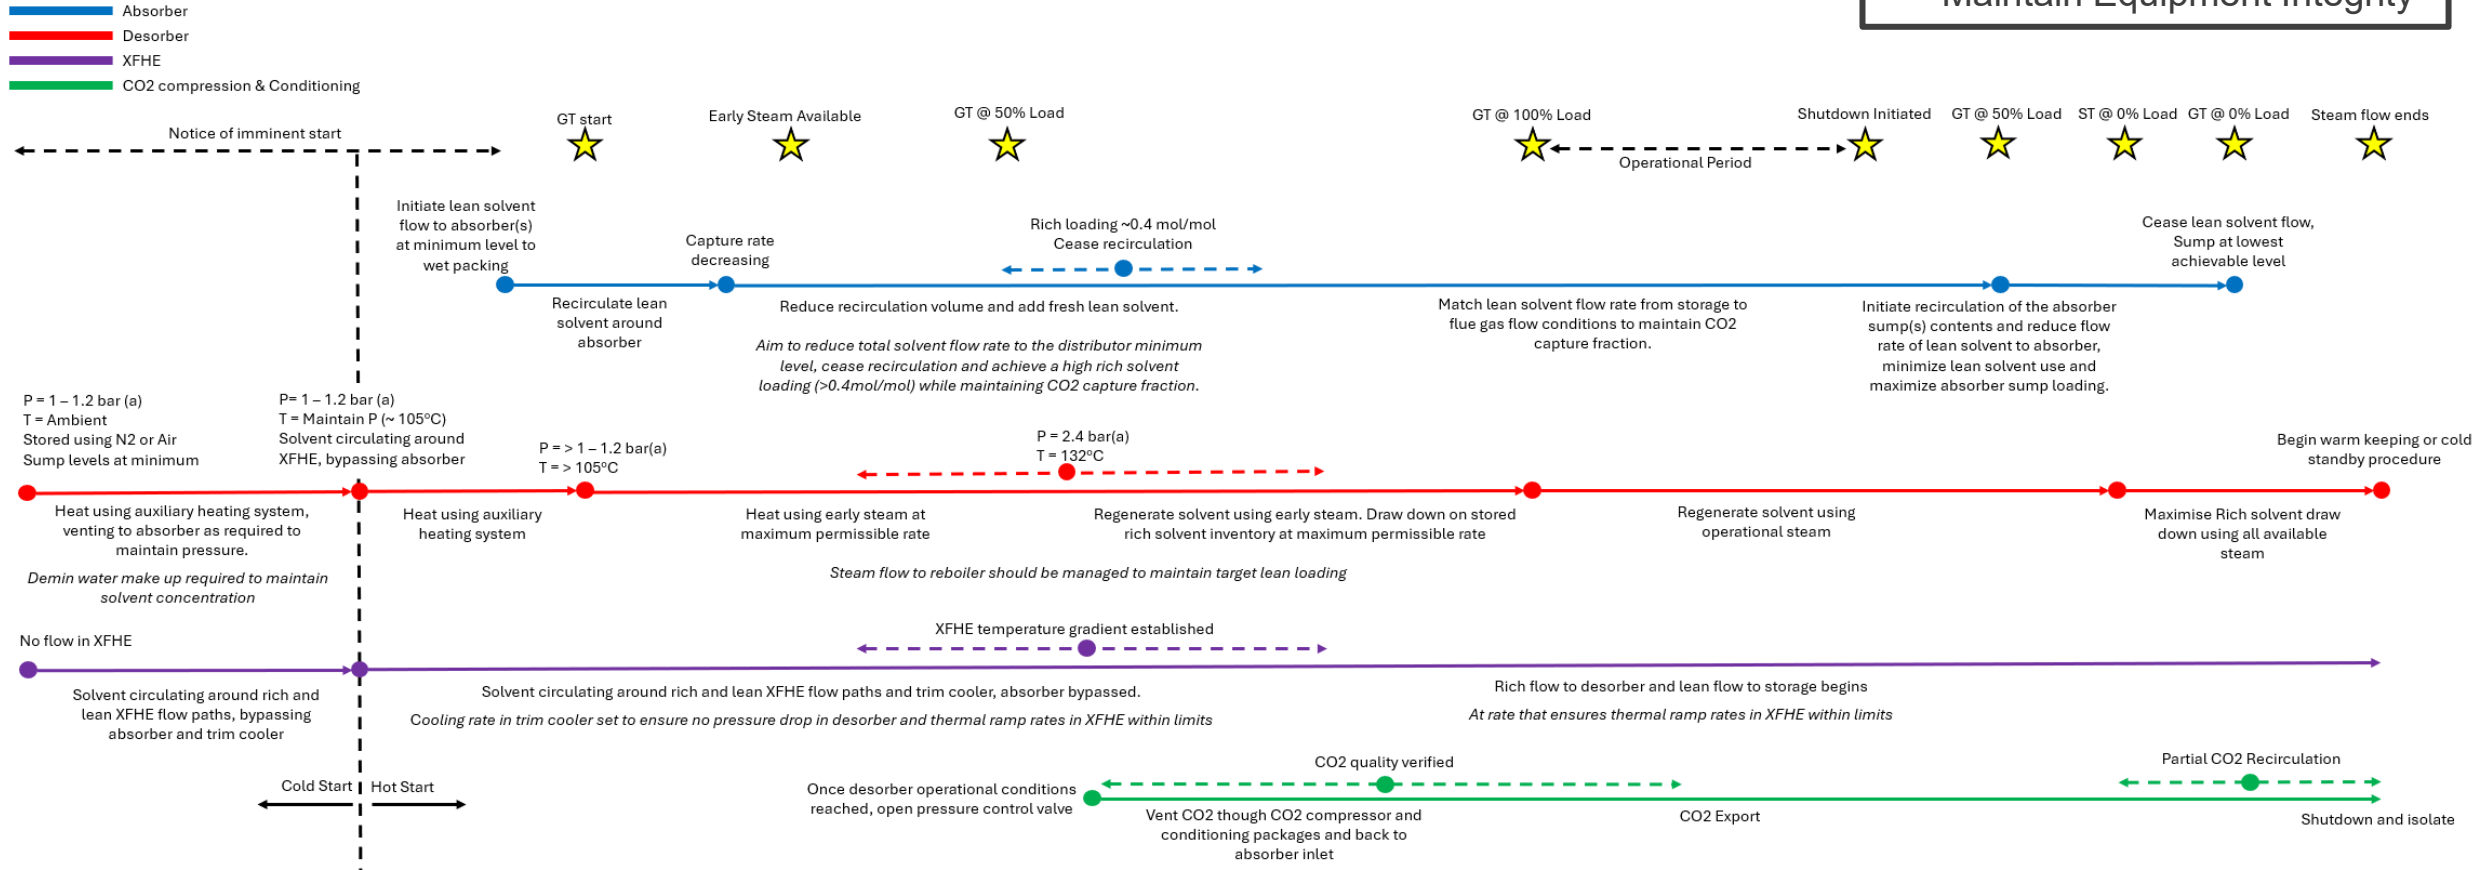 Maintain Equipment Integrity
Absorber
Desorber
XFHE
CO2 compression & Conditioning
Notice of imminent start
GT start
Early Steam Available
GT @ 50% Load
GT @ 100% Load
Operational Period
Shutdown Initiated
GT @ 50% Load
ST @ 0% Load
GT @ 0% Load
Steam flow ends
Initiate lean solvent
flow to absorber(s)
at minimum level to
wet packing
Capture rate
decreasing
Rich loading ~0.4 mol/mol
Cease recirculation
Cease lean solvent flow,
Sump at lowest
achievable level
Recirculate lean
solvent around
absorber
Reduce recirculation volume and add fresh lean solvent.
Aim to reduce total solvent flow rate to the distributor minimum
level, cease recirculation and achieve a high rich solvent
loading (>0.4mol/mol) while maintaining CO2 capture fraction.
Match lean solvent flow rate from storage to
flue gas flow conditions to maintain CO2
capture fraction.
Initiate recirculation of the absorber
sump(s) contents and reduce flow
rate of lean solvent to absorber,
minimize lean solvent use and
maximize absorber sump loading.
P = 1 – 1.2 bar (a)
T = Ambient
Stored using N2 or Air
Sump levels at minimum
P= 1 – 1.2 bar (a)
T = Maintain P (~ 105°C)
Solvent circulating around
XFHE, bypassing absorber
P = > 1 – 1.2 bar(a)
T = > 105°C
P = 2.4 bar(a)
T = 132°C
Begin warm keeping or cold
standby procedure
Heat using auxiliary heating system,
venting to absorber as required to
maintain pressure.
Demin water make up required to maintain
solvent concentration
Heat using auxiliary
heating system
Heat using early steam at
maximum permissible rate
Regenerate solvent using early steam. Draw down on stored
rich solvent inventory at maximum permissible rate
Steam flow to reboiler should be managed to maintain target lean loading
Regenerate solvent using
operational steam
Maximise Rich solvent draw
down using all available
steam
No flow in XFHE
XFHE temperature gradient established
Solvent circulating around rich and
lean XFHE flow paths, bypassing
absorber and trim cooler
Solvent circulating around rich and lean XFHE flow paths and trim cooler, absorber bypassed.
Cooling rate in trim cooler set to ensure no pressure drop in desorber and thermal ramp rates in XFHE within limits
Rich flow to desorber and lean flow to storage begins
At rate that ensures thermal ramp rates in XFHE within limits
Cold Start
Hot Start
Once desorber operational conditions
reached, open pressure control valve
CO2 quality verified
Partial CO2 Recirculation
Vent CO2 though CO2 compressor and
conditioning packages and back to
absorber inlet
CO2 Export
Shutdown and isolate